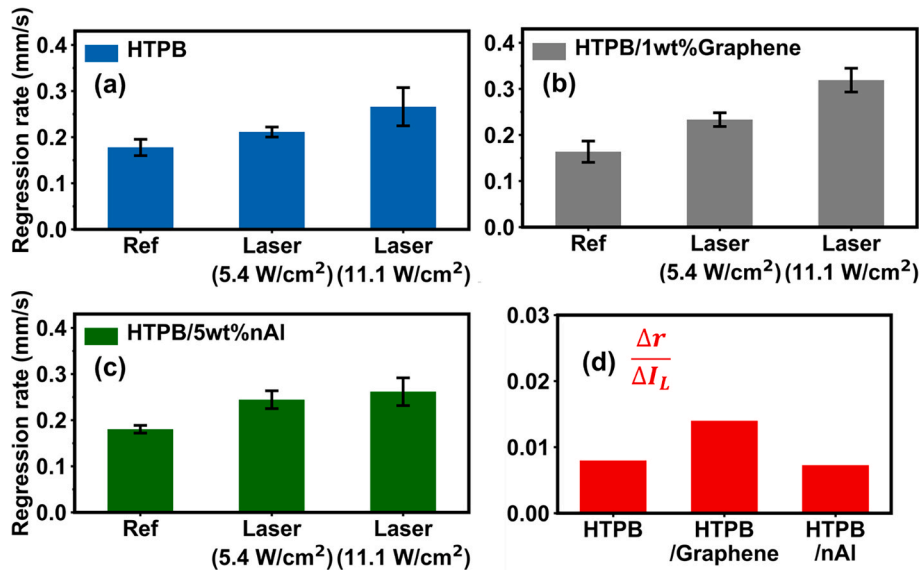 Regression rate (mm/s)
0.4
0.3
0.2
0.1
0.0
HTPB
(a)
Ref
Laser
Laser
(5.4 W/cm²)
(11.1 W/cm²)
0.4
0.3
0.2
0.1
0.0
HTPB/1wt%Graphene
(b)
Ref
Laser
Laser
(5.4 W/cm²)
(11.1 W/cm²)
Regression rate (mm/s)
0.4
0.3
0.2
0.1
0.0
HTPB/5wt%nAl
(c)
Ref
Laser
Laser
(5.4 W/cm²)
(11.1 W/cm²)
0.03
0.02
0.01
0.00
(d)
Δr
ΔI_L
HTPB
HTPB
/Graphene
HTPB
/nAl